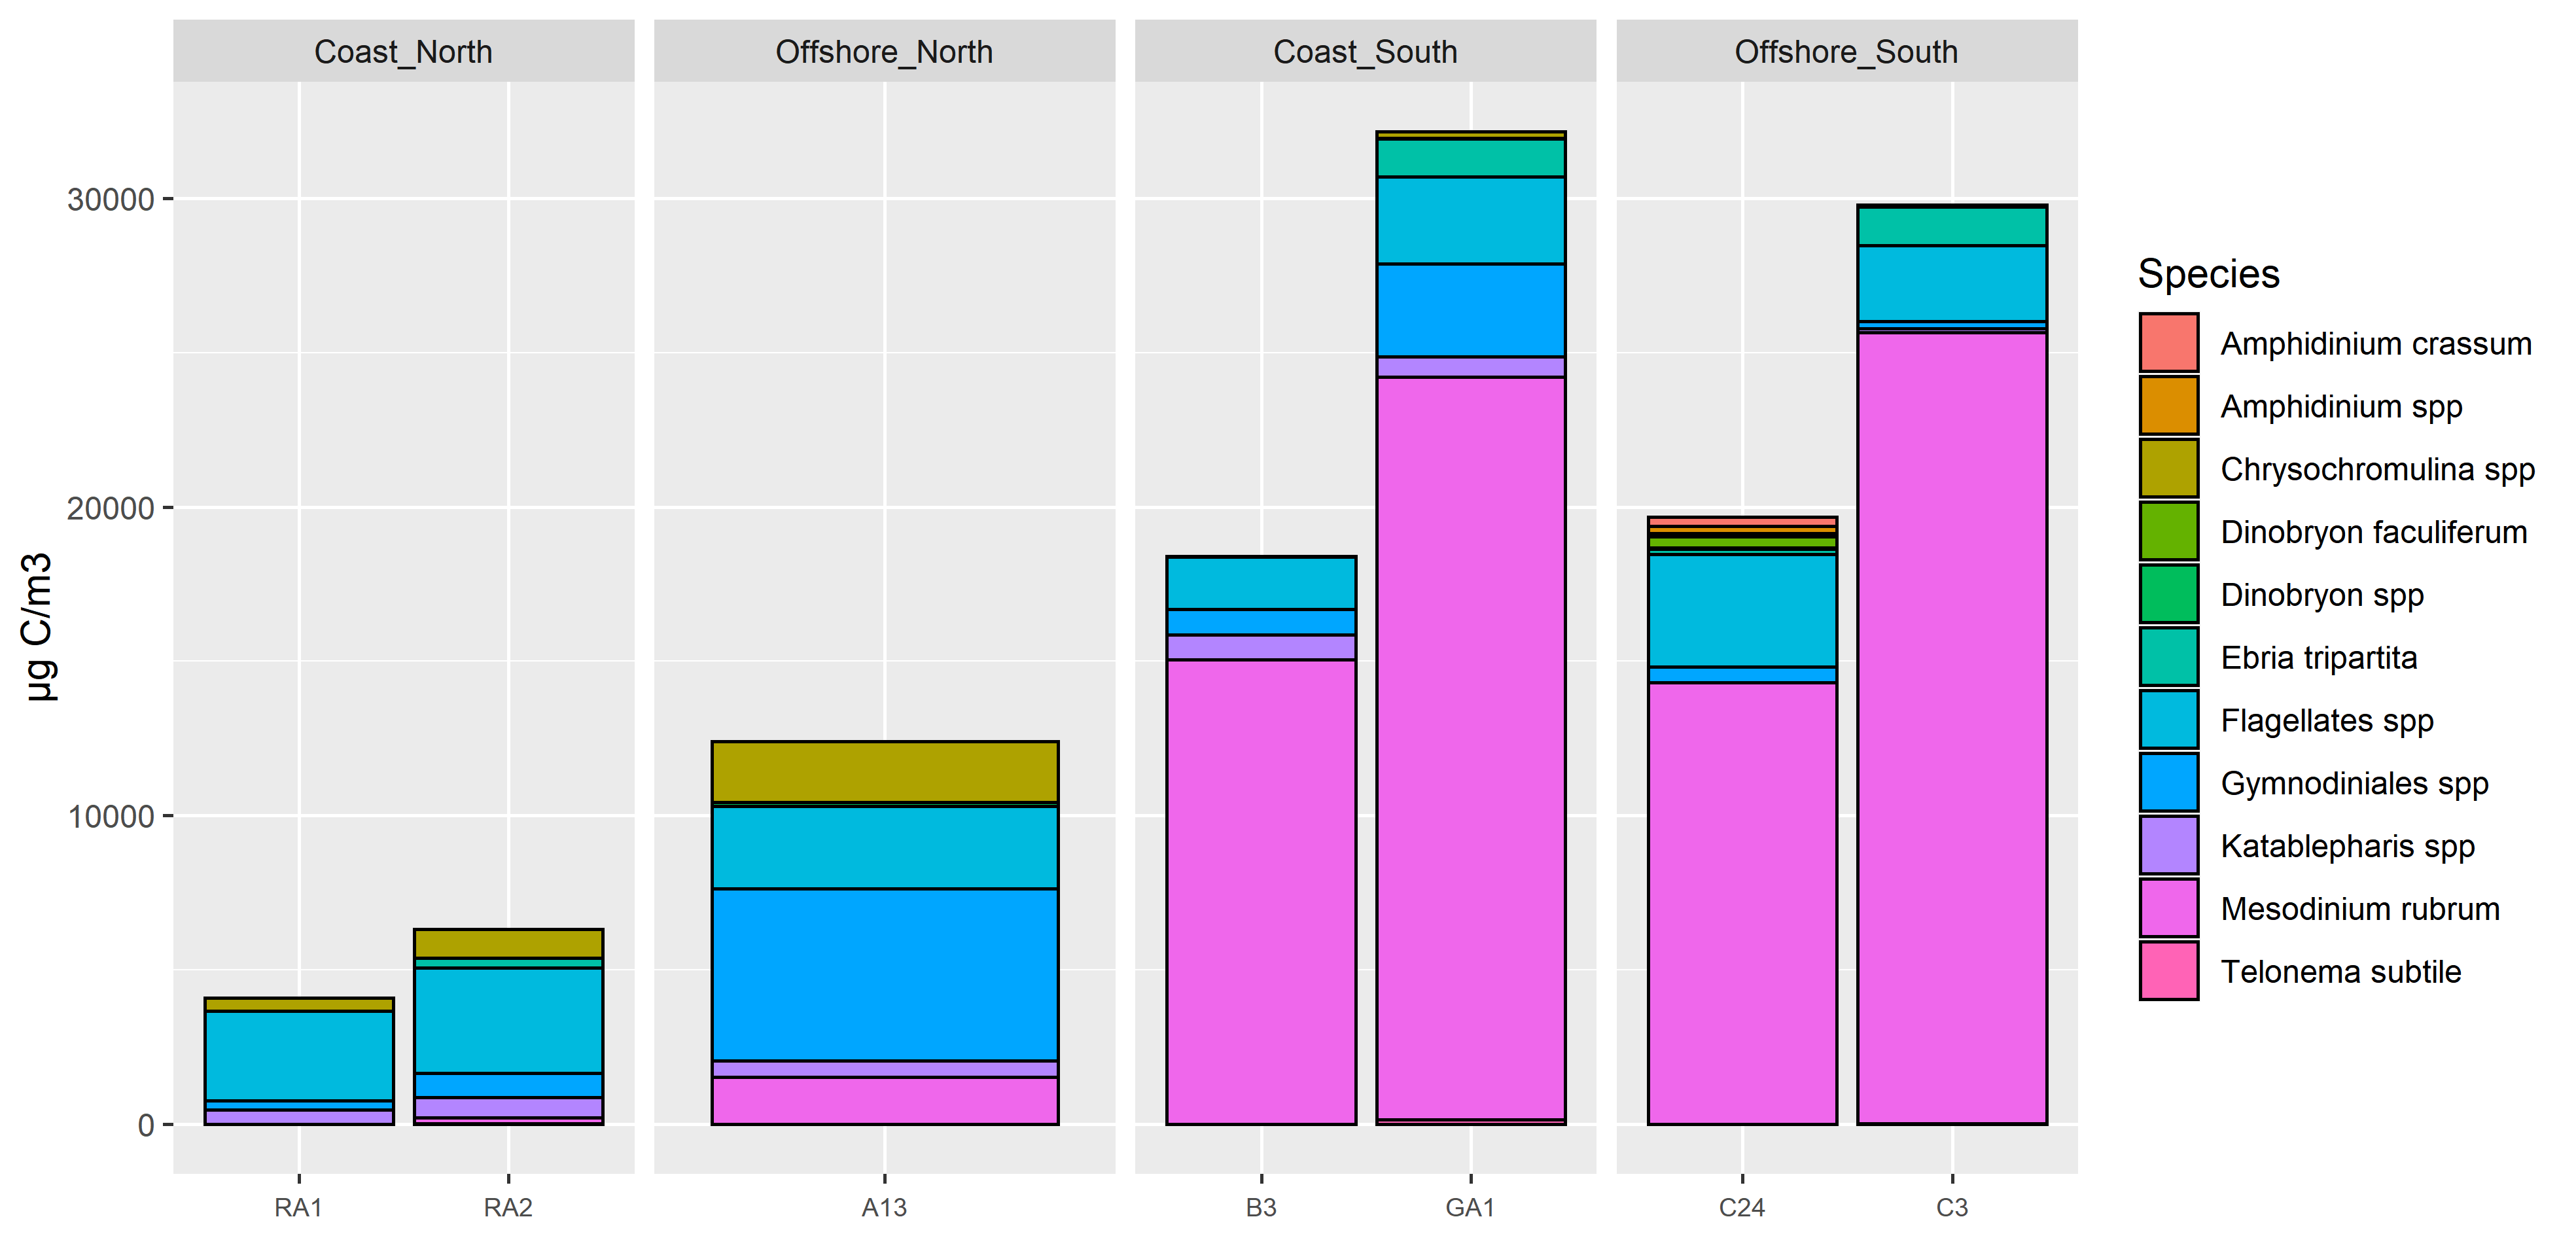 Coast_North
Offshore_North
Coast_South
Offshore_South
µg C/m3
30000
20000
10000
0
RA1
RA2
A13
B3
GA1
C24
C3
Species
Amphidinium crassum
Amphidinium spp
Chrysochromulina spp
Dinobryon faculiferum
Dinobryon spp
Ebria tripartita
Flagellates spp
Gymnodiniales spp
Katablepharis spp
Mesodinium rubrum
Telonema subtile